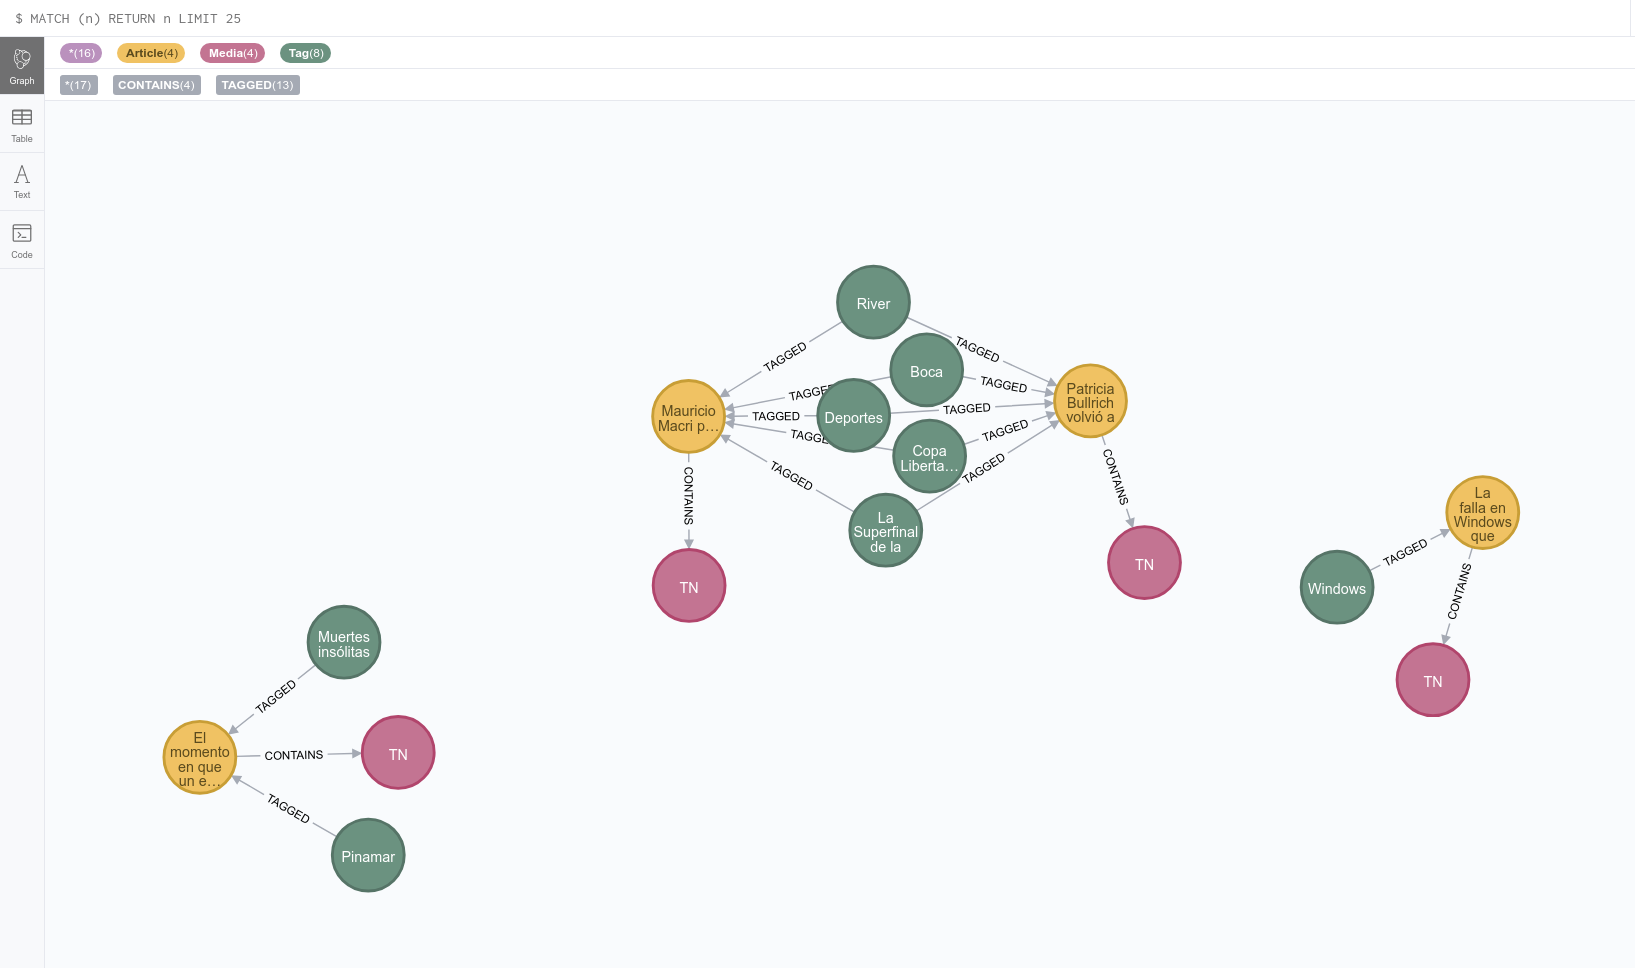 $ MATCH (n) RETURN n LIMIT 25
*(16) Article(4) Media(4) Tag(8)
*(17) CONTAINS(4) TAGGED(13)
Graph
Table
Text
Code
River
TAGGED
TAGGED
Boca
TAGGED
TAGGED
Mauricio
Macri p…
TAGGED
Deportes
TAGGED
Patricia
Bullrich
volvió a
TAGGED
Copa
Liberta…
TAGGED
TAGGED
La
Superfinal
de la
TAGGED
CONTAINS
TN
CONTAINS
TN
La
falla en
Windows
que
TAGGED
Windows
CONTAINS
TN
Muertes
insólitas
TAGGED
El
momento
en que
un e…
CONTAINS
TN
TAGGED
Pinamar